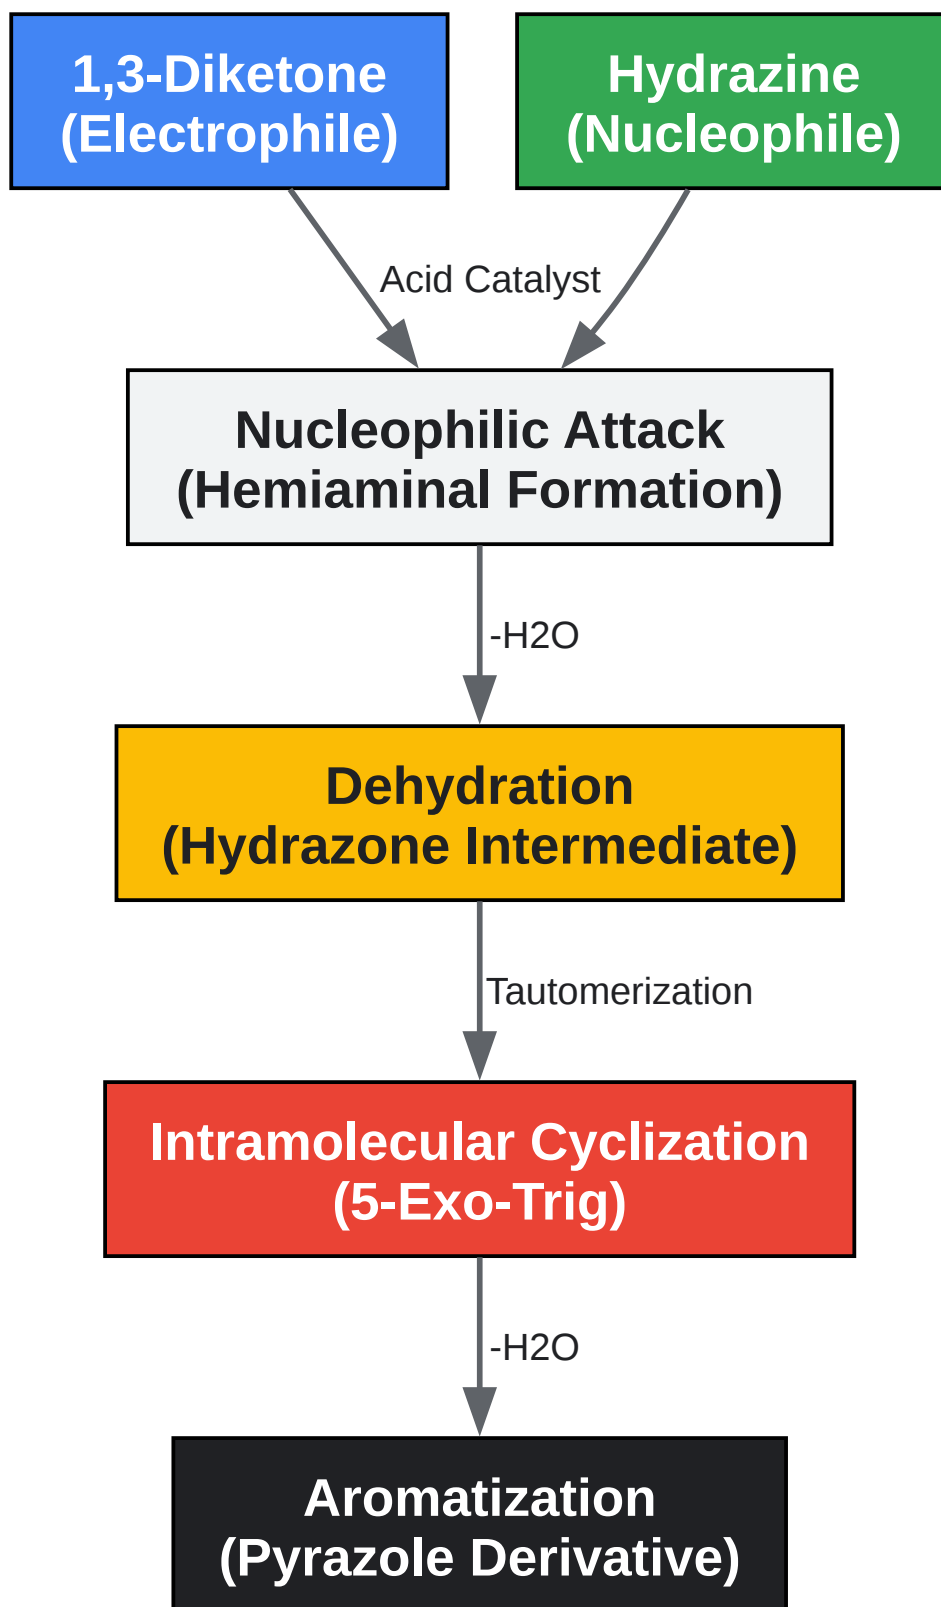 1,3-Diketone
(Electrophile)
Hydrazine
(Nucleophile)
Acid Catalyst
Nucleophilic Attack
(Hemiaminal Formation)
-H2O
Dehydration
(Hydrazone Intermediate)
Tautomerization
Intramolecular Cyclization
(5-Exo-Trig)
-H2O
Aromatization
(Pyrazole Derivative)